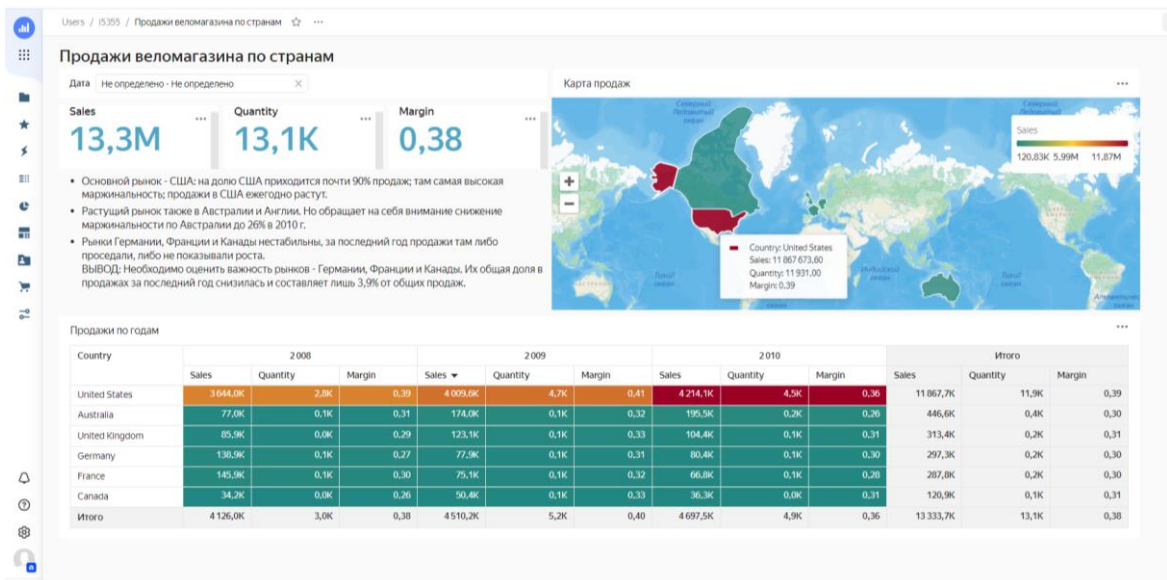 Users / l5355 / Продажи веломагазина по странам
Продажи веломагазина по странам
Дата Не определено - Не определено
Sales
13,3M
Quantity
13,1K
Margin
0,38
• Основной рынок - США: на долю США приходится почти 90% продаж; там самая высокая
маржинальность; продажи в США ежегодно растут.
• Растущий рынок также в Австралии и Англии. Но обращает на себя внимание снижение
маржинальности по Австралии до 26% в 2010 г.
• Рынки Германии, Франции и Канады нестабильны, за последний год продажи там либо
проседали, либо не показывали роста.
ВЫВОД: Необходимо оценить важность рынков - Германии, Франции и Канады. Их общая доля в
продажах за последний год снизилась и составляет лишь 3,9% от общих продаж.
Карта продаж
Северный
Ледовитый
океан
Sales
120,83K 5,99M 11,87M
+
−
Country: United States
Sales: 11 867 673,60
Quantity: 11 931,00
Margin: 0,39
Индийский
океан
Тихий
океан
Продажи по годам
Country 2008 2009 2010 Итого
Sales Quantity Margin Sales Quantity Margin Sales Quantity Margin Sales Quantity Margin
United States 3 644,0K 2,8K 0,39 4 009,6K 4,7K 0,41 4 214,1K 4,5K 0,36 11 867,7K 11,9K 0,39
Australia 77,0K 0,1K 0,31 174,0K 0,1K 0,32 195,5K 0,2K 0,26 446,6K 0,4K 0,30
United Kingdom 85,9K 0,0K 0,29 123,1K 0,1K 0,33 104,4K 0,1K 0,31 313,4K 0,2K 0,31
Germany 138,9K 0,1K 0,27 77,9K 0,1K 0,31 80,4K 0,1K 0,30 297,3K 0,2K 0,30
France 145,9K 0,1K 0,30 75,1K 0,1K 0,32 66,8K 0,1K 0,28 287,8K 0,2K 0,30
Canada 34,2K 0,0K 0,26 50,4K 0,1K 0,33 36,3K 0,0K 0,31 120,9K 0,1K 0,31
Итого 4 126,0K 3,0K 0,38 4 510,2K 5,2K 0,40 4 697,5K 4,9K 0,36 13 333,7K 13,1K 0,38